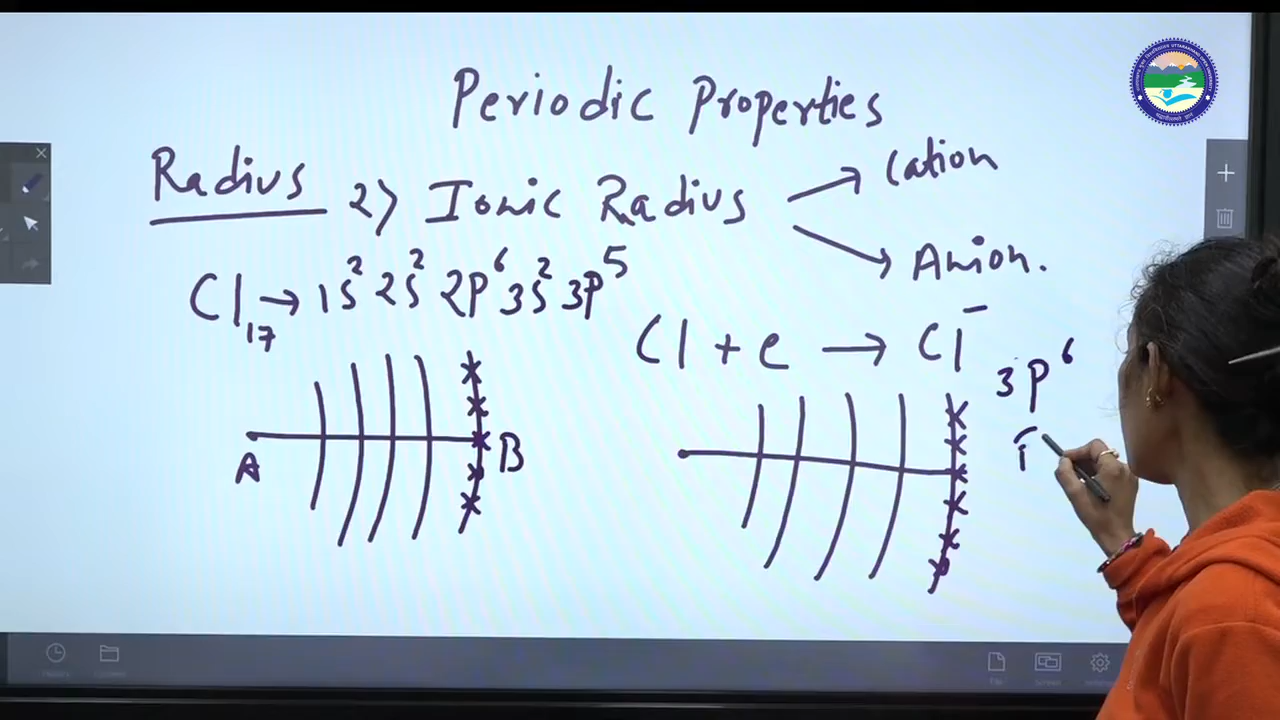 Periodic Properties
Radius 2) Ionic Radius → Cation
→ Anion.
Cl₁₇ → 1s² 2s² 2p⁶ 3s² 3p⁵
Cl + e → Cl⁻
3p⁶
A B